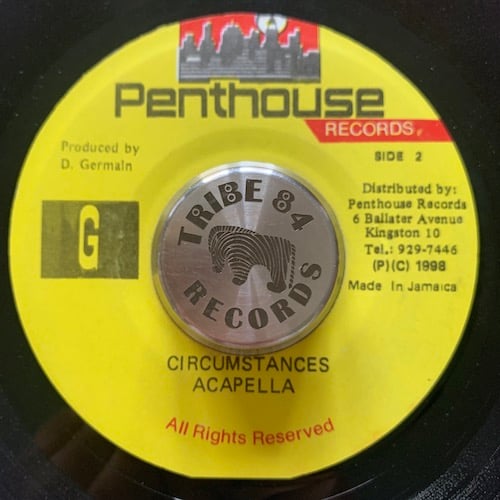 Penthouse
RECORDS
Produced by
D. Germain
SIDE 2
G
Distributed by:
Penthouse Records
6 Ballater Avenue
Kingston 10
Tel.: 929-7446
(P)(C) 1998
Made In Jamaica
TRIBE 84
RECORDS
CIRCUMSTANCES
ACAPELLA
All Rights Reserved